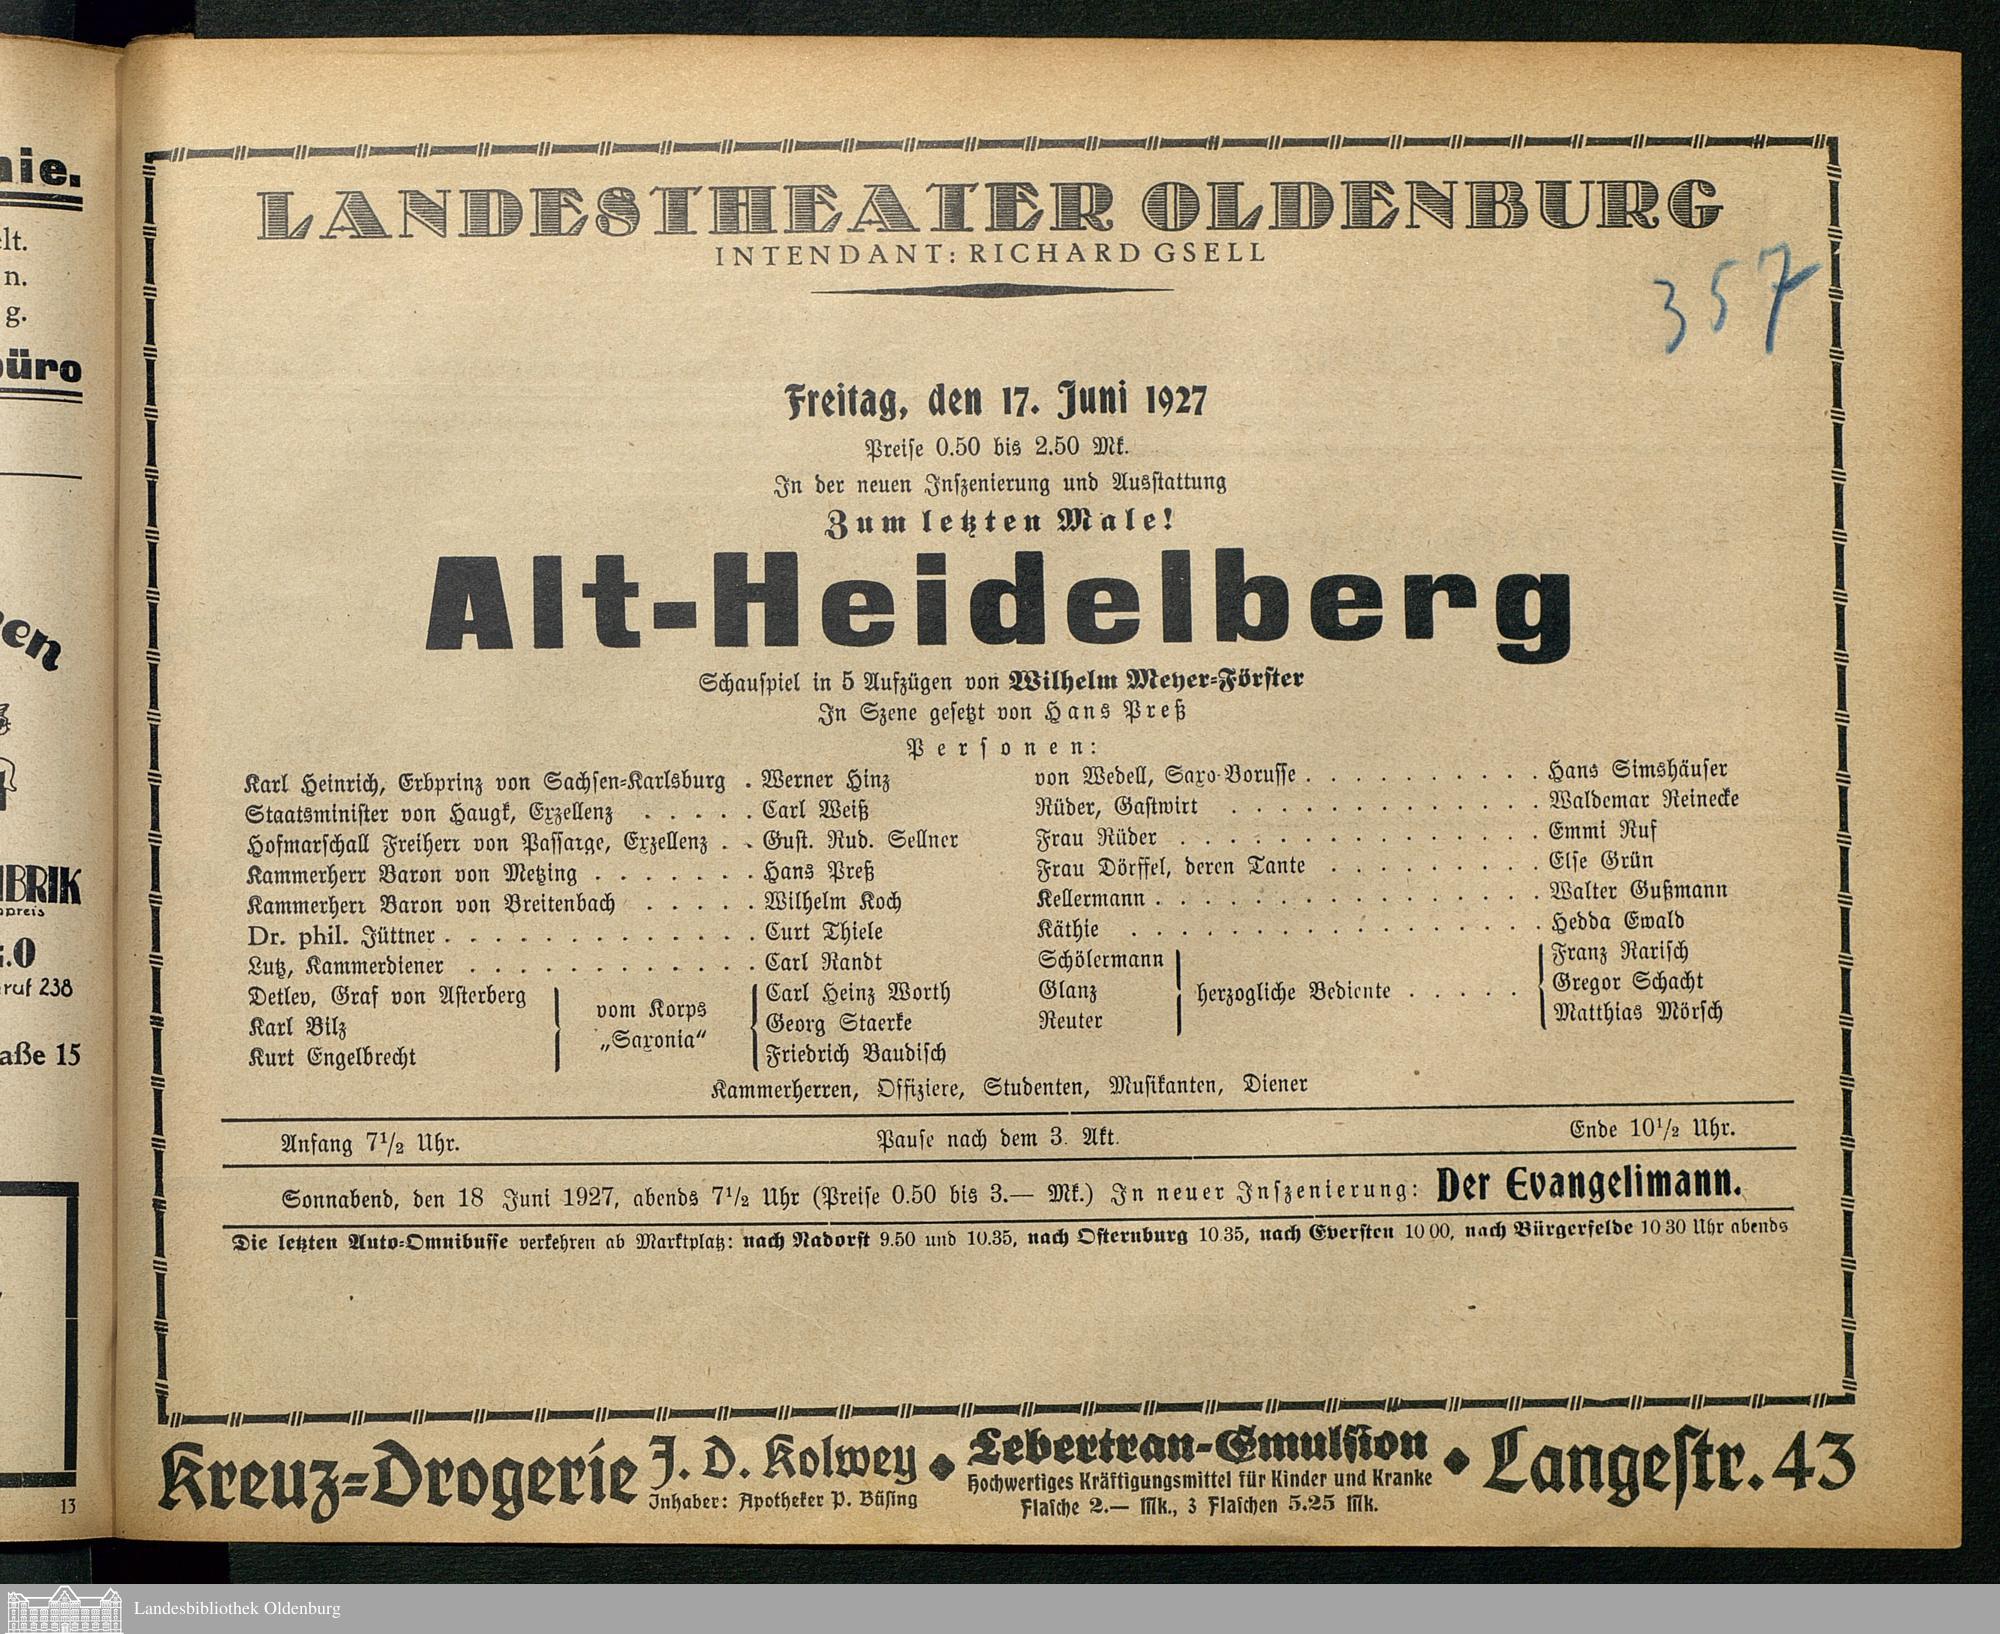 nie.
elt.
n.
g.
büro
en
BRIK
preis
.O
ruf 238
aße 15
13
LANDESTHEATER OLDENBURG
INTENDANT: RICHARD GSELL
357
Freitag, den 17. Juni 1927
Preise 0.50 bis 2.50 Mk.
In der neuen Inszenierung und Ausstattung
Zum letzten Male!
Alt-Heidelberg
Schauspiel in 5 Aufzügen von Wilhelm Meyer-Förster
In Szene gesetzt von Hans Preß
Personen:
Karl Heinrich, Erbprinz von Sachsen-Karlsburg . Werner Hinz
Staatsminister von Haugk, Exzellenz . . . . . Carl Weiß
Hofmarschall Freiherr von Passarge, Exzellenz . . Gust. Rud. Sellner
Kammerherr Baron von Metzing . . . . . . . Hans Preß
Kammerherr Baron von Breitenbach . . . . . Wilhelm Koch
Dr. phil. Jüttner . . . . . . . . . . . . . Curt Thiele
Lutz, Kammerdiener . . . . . . . . . . . . Carl Randt
Detlev, Graf von Asterberg
Karl Bilz
Kurt Engelbrecht
vom Korps
„Saxonia“
Carl Heinz Worth
Georg Staerke
Friedrich Baudisch
von Wedell, Saxo-Borusse . . . . . . . . . . Hans Simshäuser
Rüder, Gastwirt . . . . . . . . . . . . . Waldemar Reinecke
Frau Rüder . . . . . . . . . . . . . . . Emmi Ruf
Frau Dörffel, deren Tante . . . . . . . . . Else Grün
Kellermann . . . . . . . . . . . . . . . . Walter Gußmann
Käthie . . . . . . . . . . . . . . . . . Hedda Ewald
Schölermann
Glanz
Reuter
herzogliche Bediente . . . . .
Franz Rarisch
Gregor Schacht
Matthias Mörsch
Kammerherren, Offiziere, Studenten, Musikanten, Diener
Anfang 7½ Uhr. Pause nach dem 3. Akt. Ende 10½ Uhr.
Sonnabend, den 18 Juni 1927, abends 7½ Uhr (Preise 0.50 bis 3.— Mk.) In neuer Inszenierung: Der Evangelimann.
Die letzten Auto-Omnibusse verkehren ab Marktplatz: nach Nadorst 9.50 und 10.35, nach Osternburg 10.35, nach Eversten 10 00, nach Bürgerfelde 10 30 Uhr abends
Kreuz-Drogerie J. D. Kolwey
Inhaber: Apotheker P. Büsing
Lebertran-Emulsion
Hochwertiges Kräftigungsmittel für Kinder und Kranke
Flasche 2.— Mk., 3 Flaschen 5.25 Mk.
Langestr. 43
Landesbibliothek Oldenburg